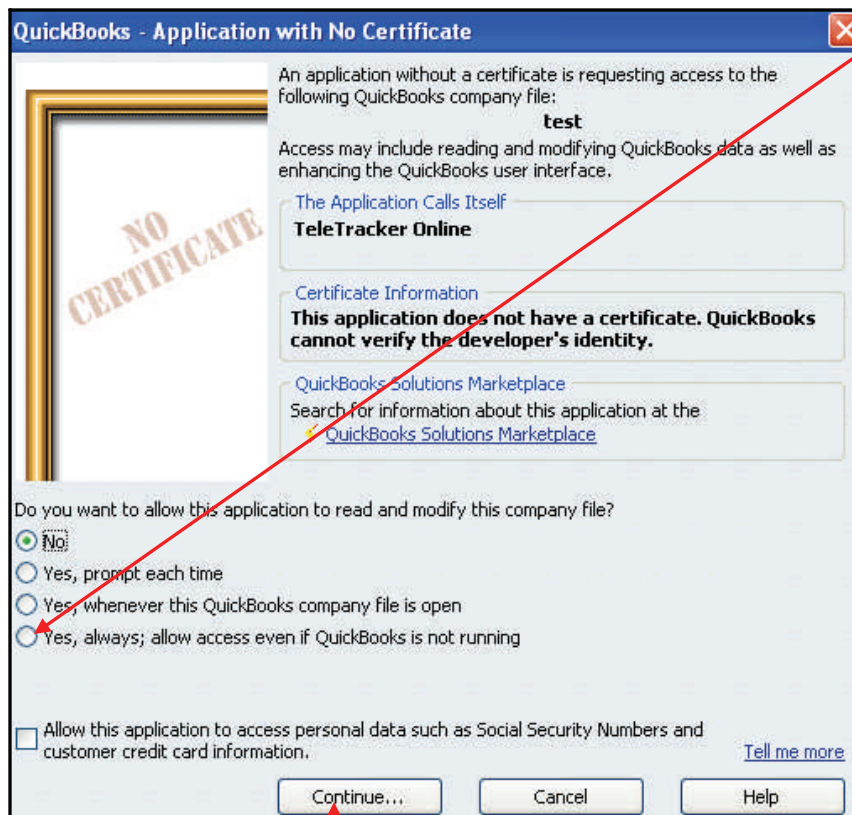 QuickBooks - Application with No Certificate
An application without a certificate is requesting access to the
following QuickBooks company file:
test
Access may include reading and modifying QuickBooks data as well as
enhancing the QuickBooks user interface.
NO
CERTIFICATE
The Application Calls Itself
TeleTracker Online
Certificate Information
This application does not have a certificate. QuickBooks
cannot verify the developer's identity.
QuickBooks Solutions Marketplace
Search for information about this application at the
QuickBooks Solutions Marketplace
Do you want to allow this application to read and modify this company file?
No
Yes, prompt each time
Yes, whenever this QuickBooks company file is open
Yes, always; allow access even if QuickBooks is not running
Allow this application to access personal data such as Social Security Numbers and
customer credit card information.
Tell me more
Continue...
Cancel
Help